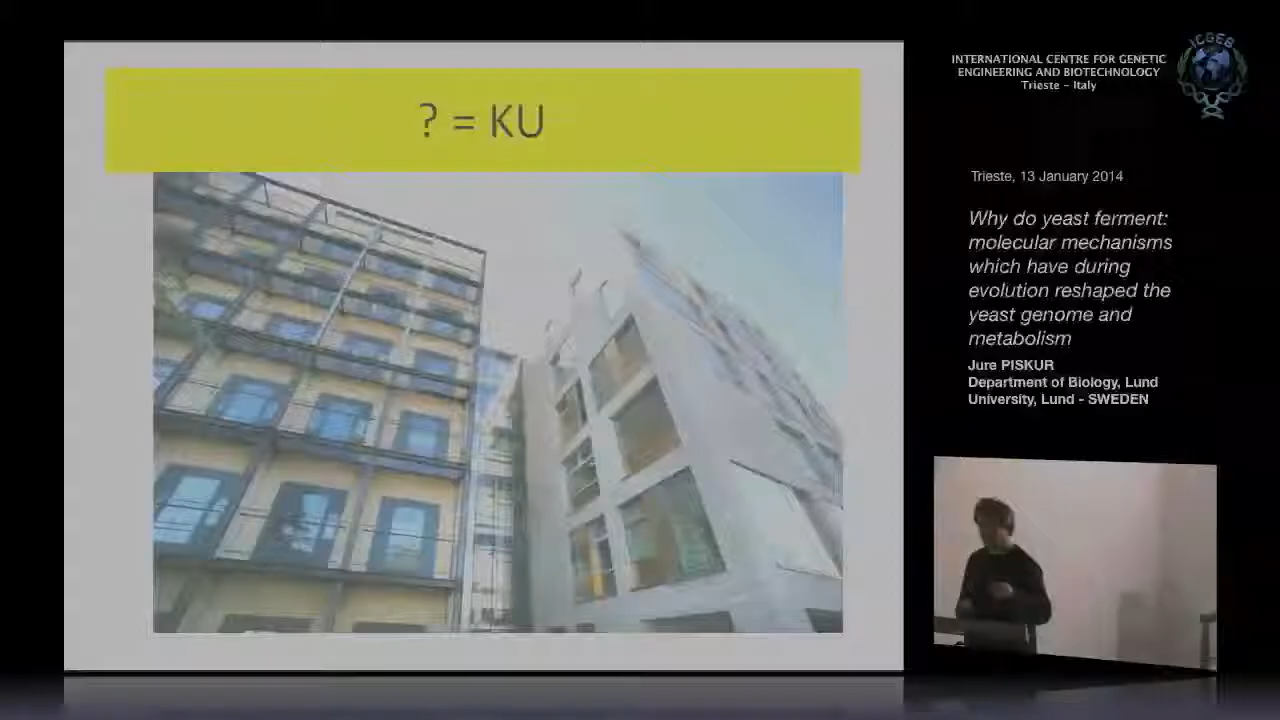 ? = KU
ICGEB
INTERNATIONAL CENTRE FOR GENETIC
ENGINEERING AND BIOTECHNOLOGY
Trieste - Italy
Trieste, 13 January 2014
Why do yeast ferment:
molecular mechanisms
which have during
evolution reshaped the
yeast genome and
metabolism
Jure PISKUR
Department of Biology, Lund
University, Lund - SWEDEN